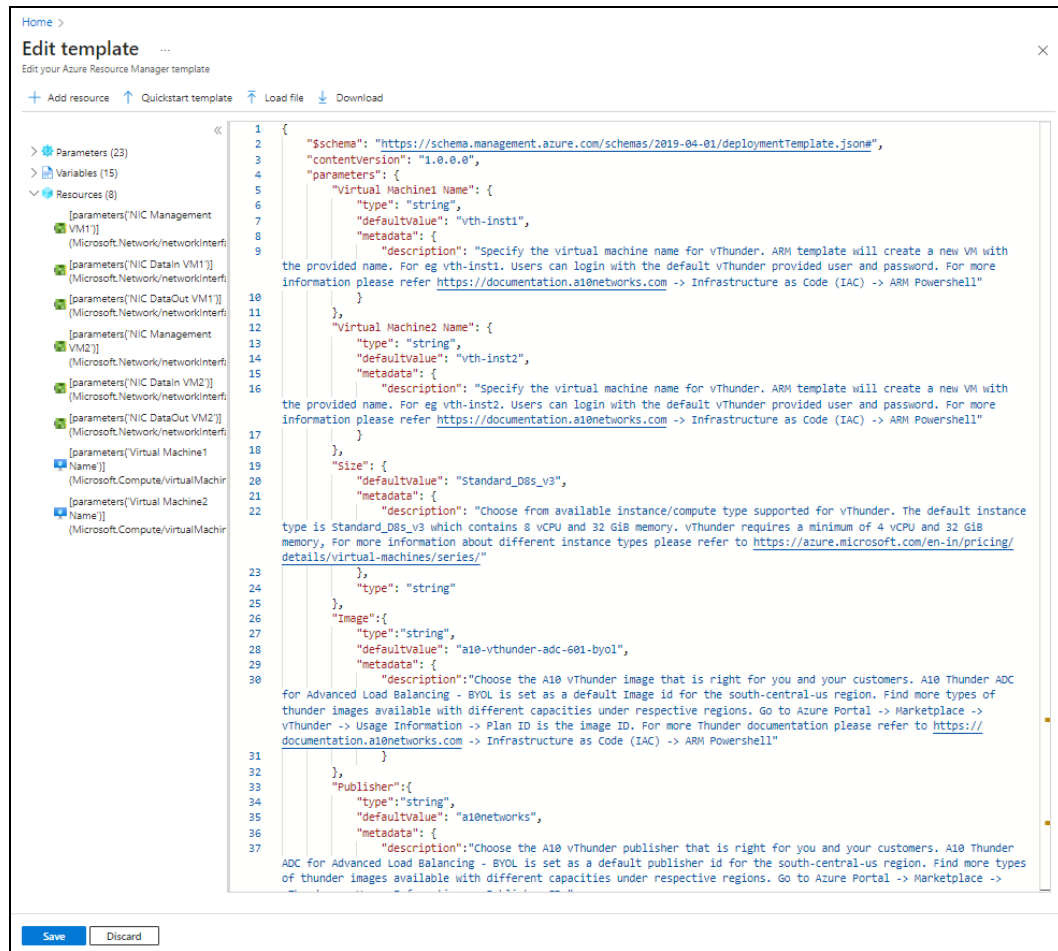 Home >
Edit template ...
Edit your Azure Resource Manager template
Add resource Quickstart template Load file Download
«
Parameters (23)
Variables (15)
Resources (8)
[parameters('NIC Management
VM1')]
(Microsoft.Network/networkInterfa
[parameters('NIC DataIn VM1')]
(Microsoft.Network/networkInterfa
[parameters('NIC DataOut VM1')]
(Microsoft.Network/networkInterfa
[parameters('NIC Management
VM2')]
(Microsoft.Network/networkInterfa
[parameters('NIC DataIn VM2')]
(Microsoft.Network/networkInterfa
[parameters('NIC DataOut VM2')]
(Microsoft.Network/networkInterfa
[parameters('Virtual Machine1
Name')]
(Microsoft.Compute/virtualMachin
[parameters('Virtual Machine2
Name')]
(Microsoft.Compute/virtualMachin
1 {
2 "$schema": "https://schema.management.azure.com/schemas/2019-04-01/deploymentTemplate.json#",
3 "contentVersion": "1.0.0.0",
4 "parameters": {
5 "Virtual Machine1 Name": {
6 "type": "string",
7 "defaultValue": "vth-inst1",
8 "metadata": {
9 "description": "Specify the virtual machine name for vThunder. ARM template will create a new VM with
the provided name. For eg vth-inst1. Users can login with the default vThunder provided user and password. For more
information please refer https://documentation.a10networks.com -> Infrastructure as Code (IAC) -> ARM Powershell"
10 }
11 },
12 "Virtual Machine2 Name": {
13 "type": "string",
14 "defaultValue": "vth-inst2",
15 "metadata": {
16 "description": "Specify the virtual machine name for vThunder. ARM template will create a new VM with
the provided name. For eg vth-inst2. Users can login with the default vThunder provided user and password. For more
information please refer https://documentation.a10networks.com -> Infrastructure as Code (IAC) -> ARM Powershell"
17 }
18 },
19 "Size": {
20 "defaultValue": "Standard_D8s_v3",
21 "metadata": {
22 "description": "Choose from available instance/compute type supported for vThunder. The default instance
type is Standard_D8s_v3 which contains 8 vCPU and 32 GiB memory. vThunder requires a minimum of 4 vCPU and 32 GiB
memory, For more information about different instance types please refer to https://azure.microsoft.com/en-in/pricing/
details/virtual-machines/series/"
23 },
24 "type": "string"
25 },
26 "Image":{
27 "type":"string",
28 "defaultValue": "a10-vthunder-adc-601-byol",
29 "metadata": {
30 "description":"Choose the A10 vThunder image that is right for you and your customers. A10 Thunder ADC
for Advanced Load Balancing - BYOL is set as a default Image id for the south-central-us region. Find more types of
thunder images available with different capacities under respective regions. Go to Azure Portal -> Marketplace ->
vThunder -> Usage Information -> Plan ID is the image ID. For more Thunder documentation please refer to https://
documentation.a10networks.com -> Infrastructure as Code (IAC) -> ARM Powershell"
31 }
32 },
33 "Publisher":{
34 "type":"string",
35 "defaultValue": "a10networks",
36 "metadata": {
37 "description":"Choose the A10 vThunder publisher that is right for you and your customers. A10 Thunder
ADC for Advanced Load Balancing - BYOL is set as a default publisher id for the south-central-us region. Find more types
of thunder images available with different capacities under respective regions. Go to Azure Portal -> Marketplace ->
Save Discard